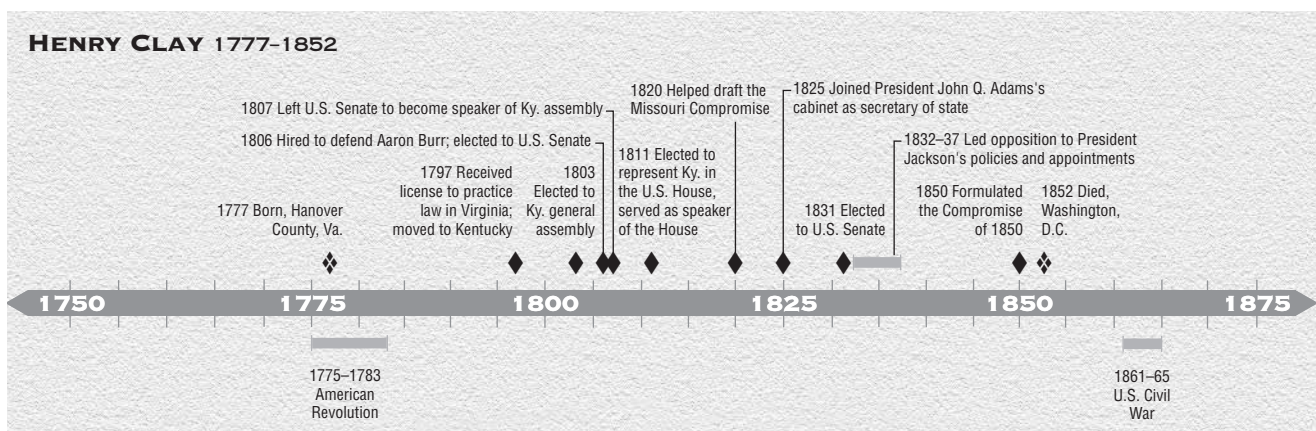 HENRY CLAY 1777–1852
1777 Born, Hanover
County, Va.
1797 Received
license to practice
law in Virginia;
moved to Kentucky
1803
Elected to
Ky. general
assembly
1806 Hired to defend Aaron Burr; elected to U.S. Senate
1807 Left U.S. Senate to become speaker of Ky. assembly
1811 Elected to
represent Ky. in
the U.S. House,
served as speaker
of the House
1820 Helped draft the
Missouri Compromise
1825 Joined President John Q. Adams's
cabinet as secretary of state
1831 Elected
to U.S. Senate
1832–37 Led opposition to President
Jackson's policies and appointments
1850 Formulated
the Compromise
of 1850
1852 Died,
Washington,
D.C.
1750 1775 1800 1825 1850 1875
1775–1783
American
Revolution
1861–65
U.S. Civil
War